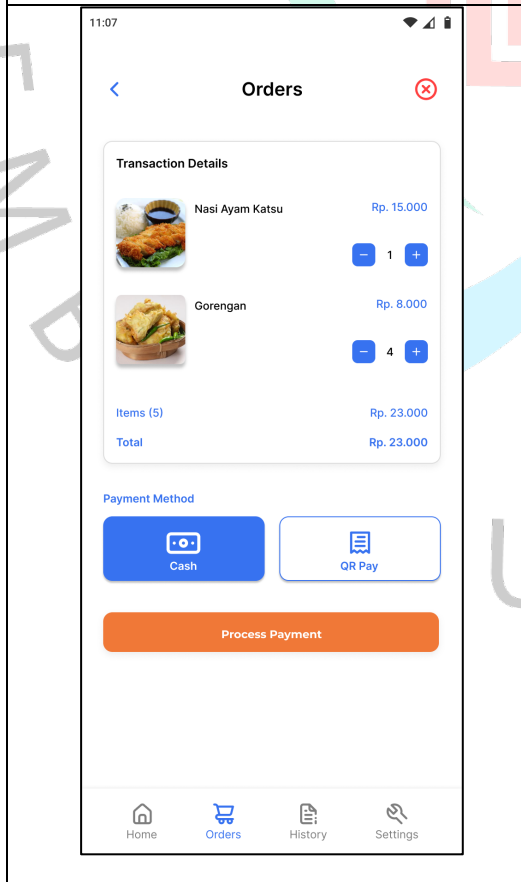 11:07
Orders
Transaction Details
Nasi Ayam Katsu Rp. 15.000
1
Gorengan Rp. 8.000
4
Items (5) Rp. 23.000
Total Rp. 23.000
Payment Method
Cash QR Pay
Process Payment
Home Orders History Settings